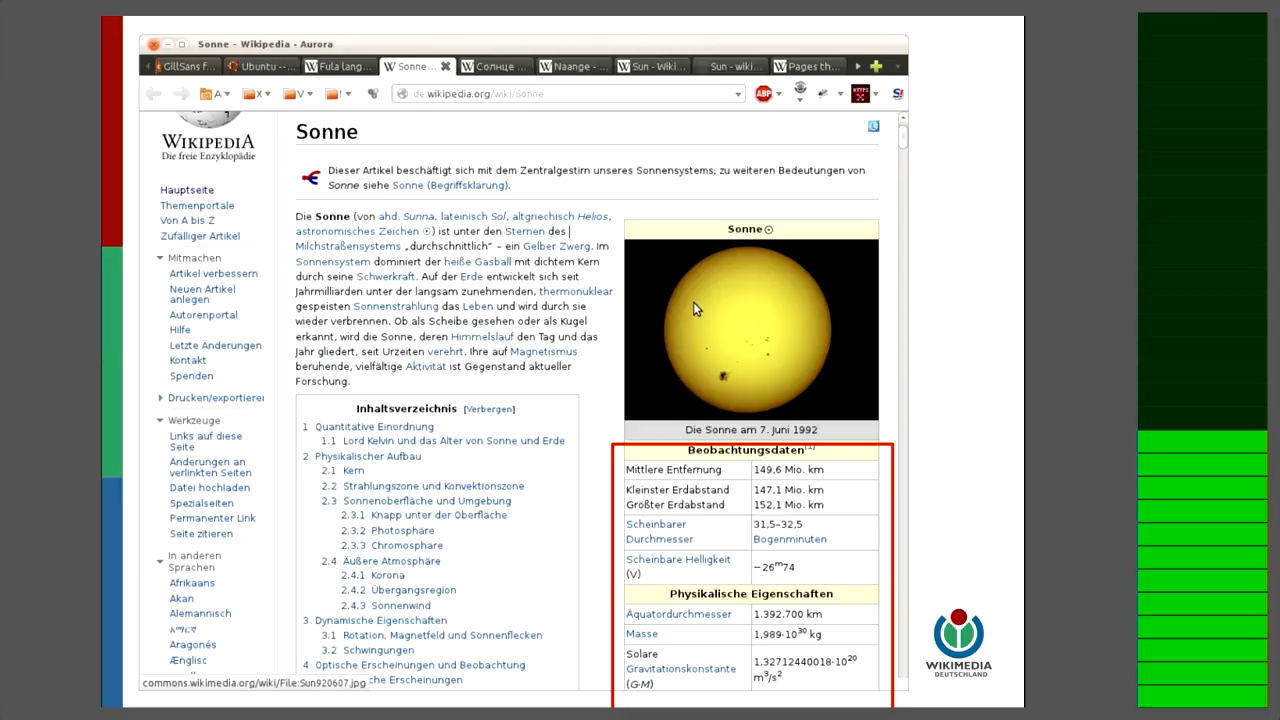 Sonne - Wikipedia - Aurora
GillSans f...
Ubuntu --...
Fula lang...
Sonne...
Солнце ...
Naange - ...
Sun - Wiki...
Sun - wiki...
Pages th...
A
X
V
!
de.wikipedia.org/wiki/Sonne
ABP
WIKIPEDIA
Die freie Enzyklopädie
Hauptseite
Themenportale
Von A bis Z
Zufälliger Artikel
Mitmachen
Artikel verbessern
Neuen Artikel
anlegen
Autorenportal
Hilfe
Letzte Änderungen
Kontakt
Spenden
Drucken/exportieren
Werkzeuge
Links auf diese
Seite
Änderungen an
verlinkten Seiten
Datei hochladen
Spezialseiten
Permanenter Link
Seite zitieren
In anderen
Sprachen
Afrikaans
Akan
Alemannisch
አማርኛ
Aragonés
Ænglisc
commons.wikimedia.org/wiki/File:Sun920607.jpg
Sonne
Dieser Artikel beschäftigt sich mit dem Zentralgestirn unseres Sonnensystems; zu weiteren Bedeutungen von
Sonne siehe Sonne (Begriffsklärung).
Die Sonne (von ahd. Sunna, lateinisch Sol, altgriechisch Helios,
astronomisches Zeichen ☉) ist unter den Sternen des
Milchstraßensystems „durchschnittlich“ – ein Gelber Zwerg. Im
Sonnensystem dominiert der heiße Gasball mit dichtem Kern
durch seine Schwerkraft. Auf der Erde entwickelt sich seit
Jahrmilliarden unter der langsam zunehmenden, thermonuklear
gespeisten Sonnenstrahlung das Leben und wird durch sie
wieder verbrennen. Ob als Scheibe gesehen oder als Kugel
erkannt, wird die Sonne, deren Himmelslauf den Tag und das
Jahr gliedert, seit Urzeiten verehrt. Ihre auf Magnetismus
beruhende, vielfältige Aktivität ist Gegenstand aktueller
Forschung.
Inhaltsverzeichnis [Verbergen]
1 Quantitative Einordnung
1.1 Lord Kelvin und das Alter von Sonne und Erde
2 Physikalischer Aufbau
2.1 Kern
2.2 Strahlungszone und Konvektionszone
2.3 Sonnenoberfläche und Umgebung
2.3.1 Knapp unter der Oberfläche
2.3.2 Photosphäre
2.3.3 Chromosphäre
2.4 Äußere Atmosphäre
2.4.1 Korona
2.4.2 Übergangsregion
2.4.3 Sonnenwind
3 Dynamische Eigenschaften
3.1 Rotation, Magnetfeld und Sonnenflecken
3.2 Schwingungen
4 Optische Erscheinungen und Beobachtung
che Erscheinungen
Sonne ☉
Die Sonne am 7. Juni 1992
Beobachtungsdaten[1]
Mittlere Entfernung 149,6 Mio. km
Kleinster Erdabstand 147,1 Mio. km
Größter Erdabstand 152,1 Mio. km
Scheinbarer 31,5–32,5
Durchmesser Bogenminuten
Scheinbare Helligkeit
(V) −26ᵐ74
Physikalische Eigenschaften
Äquatordurchmesser 1.392.700 km
Masse 1,989·10³⁰ kg
Solare
Gravitationskonstante 1,32712440018·10²⁰
(G·M) m³/s²
WIKIMEDIA
DEUTSCHLAND